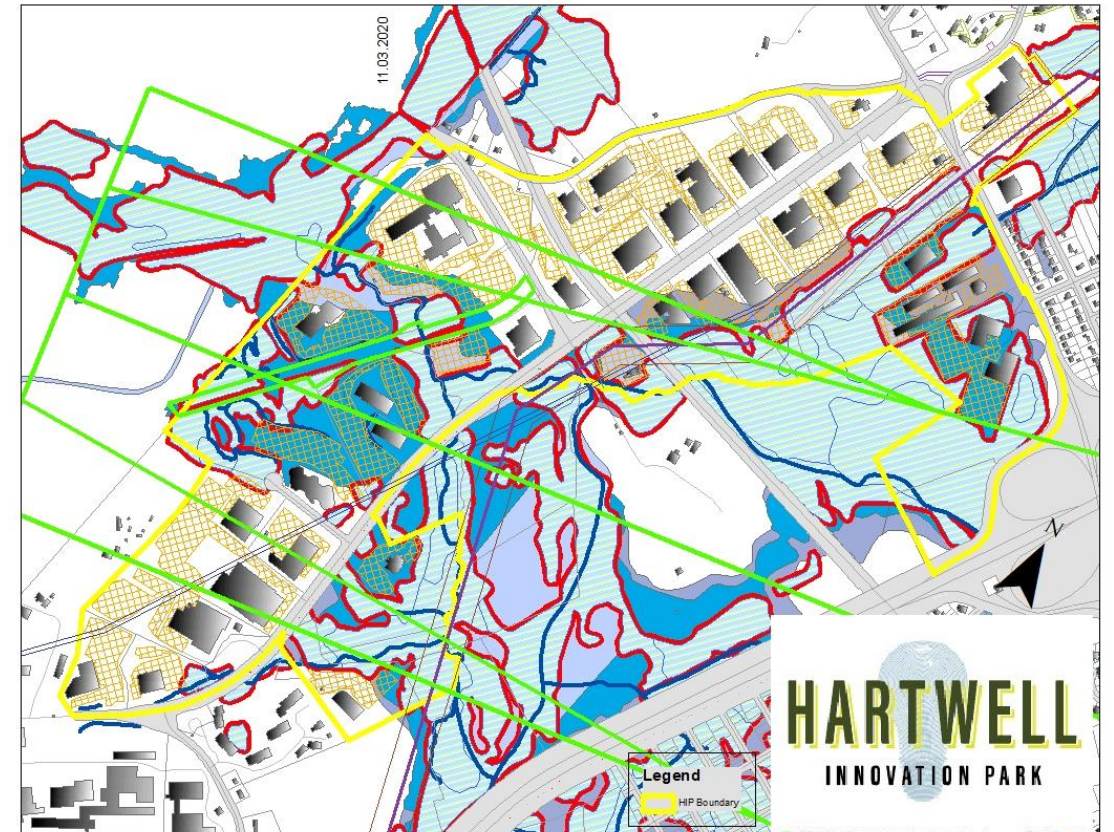 11.03.2020
N
HARTWELL
INNOVATION PARK
Legend
HIP Boundary